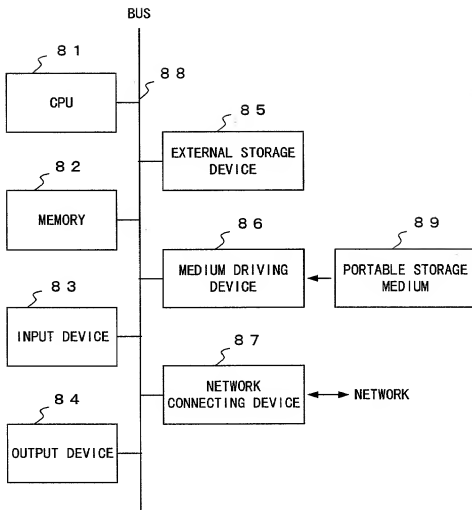 BUS
81
CPU
88
85
EXTERNAL STORAGE
DEVICE
82
MEMORY
86
MEDIUM DRIVING
DEVICE
89
PORTABLE STORAGE
MEDIUM
83
INPUT DEVICE
87
NETWORK
CONNECTING DEVICE
NETWORK
84
OUTPUT DEVICE